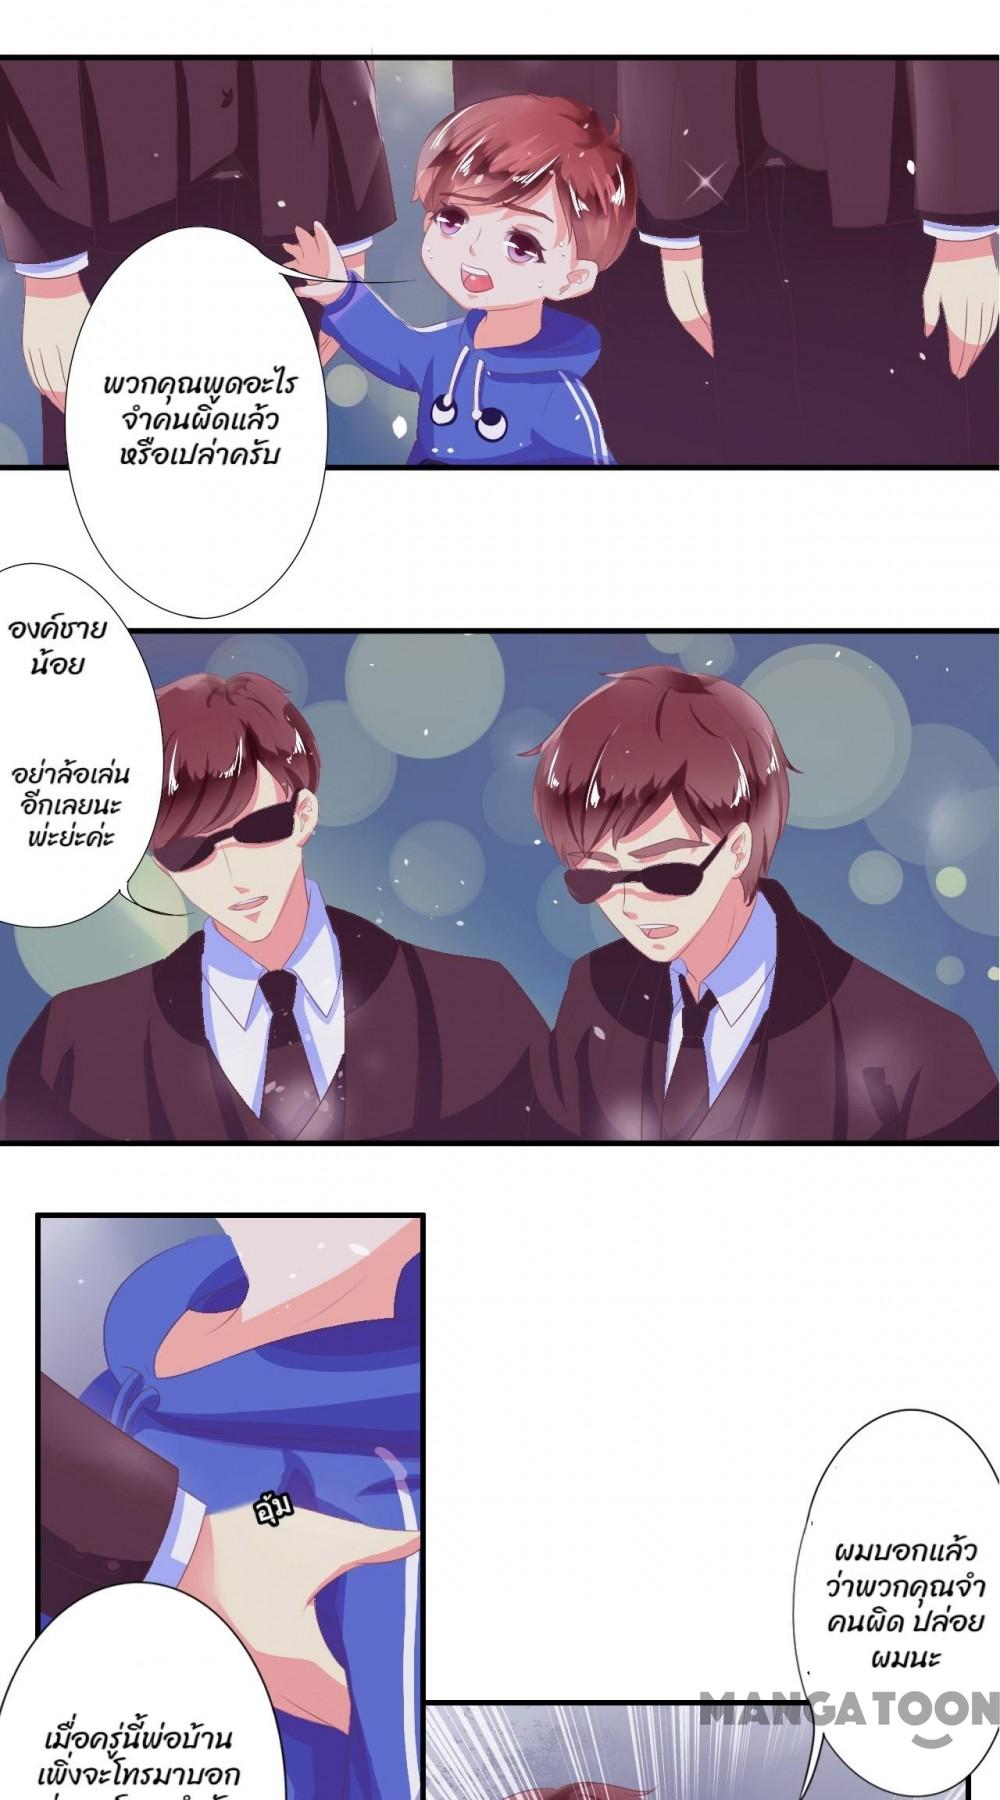 พวกคุณพูดอะไร
จำคนผิดแล้ว
หรือเปล่าครับ
องค์ชาย
น้อย
อย่าล้อเล่น
อีกเลยนะ
พ่ะย่ะค่ะ
อุ้ม
ผมบอกแล้ว
ว่าพวกคุณจำ
คนผิด ปล่อย
ผมนะ
MANGATOON
เมื่อครู่นี้พ่อบ้าน
เพิ่งจะโทรมาบอก